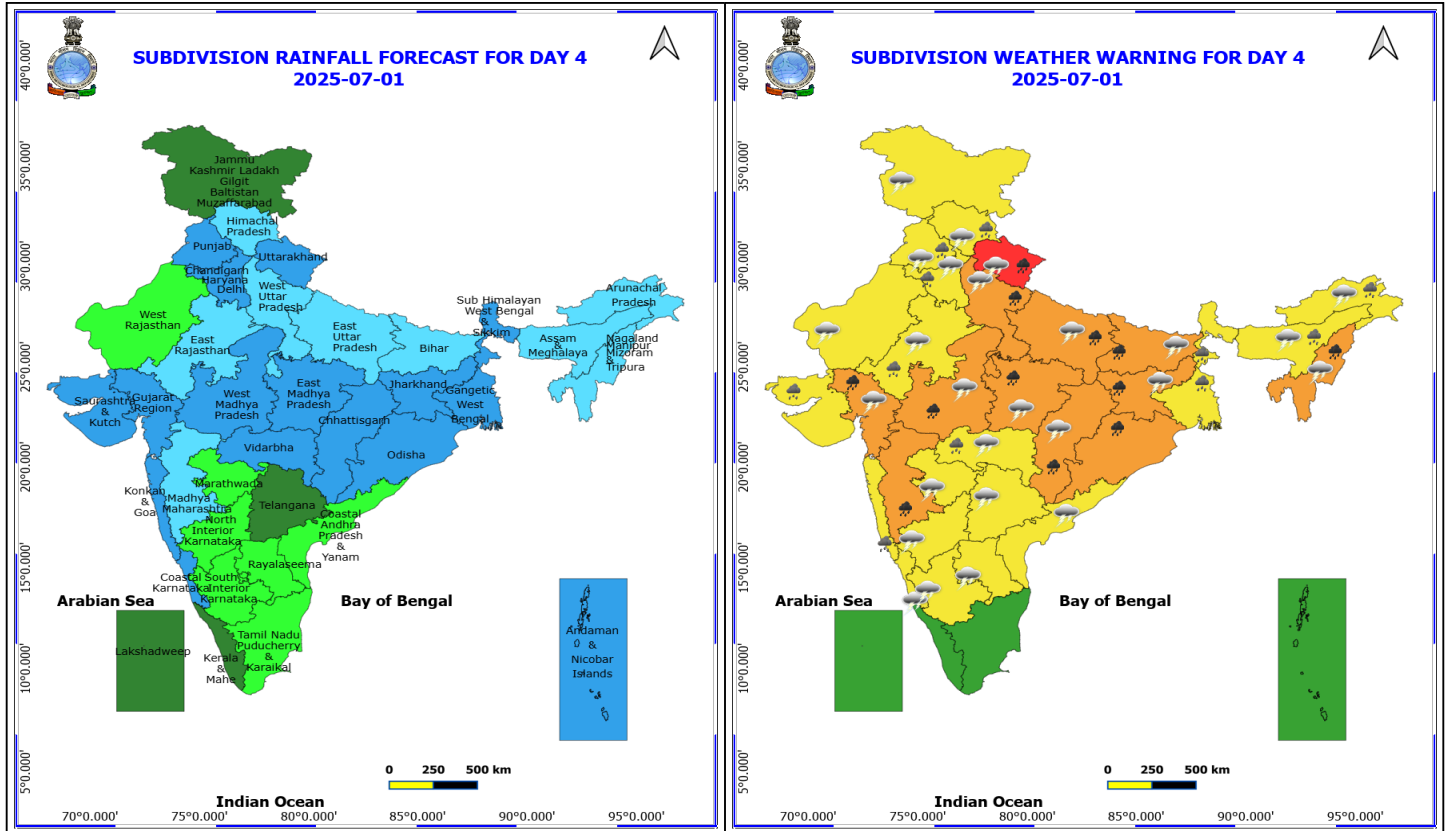 SUBDIVISION RAINFALL FORECAST FOR DAY 4
2025-07-01
40°0.000'
35°0.000'
30°0.000'
25°0.000'
20°0.000'
15°0.000'
10°0.000'
5°0.000'
Jammu
Kashmir Ladakh
Gilgit
Baltistan
Muzaffarabad
Himachal
Pradesh
Punjab
Uttarakhand
Chandigarh
Haryana
Delhi
West
Uttar
Pradesh
West
Rajasthan
East
Rajasthan
East
Uttar
Pradesh
Bihar
Sub Himalayan
West Bengal
&
Sikkim
Arunachal
Pradesh
Assam
&
Meghalaya
Nagaland
Manipur
Mizoram
&
Tripura
Saurashtra
&
Kutch
Gujarat
Region
West
Madhya
Pradesh
East
Madhya
Pradesh
Jharkhand
Gangetic
West
Bengal
Chhattisgarh
Vidarbha
Odisha
Konkan
&
Goa
Madhya
Maharashtra
Marathwada
Telangana
North
Interior
Karnataka
Coastal
Andhra
Pradesh
&
Yanam
Rayalaseema
Coastal
Karnataka
South
Interior
Karnataka
Tamil Nadu
Puducherry
&
Karaikal
Kerala
&
Mahe
Lakshadweep
Andaman
&
Nicobar
Islands
Arabian Sea
Bay of Bengal
0 250 500 km
Indian Ocean
70°0.000' 75°0.000' 80°0.000' 85°0.000' 90°0.000' 95°0.000'
SUBDIVISION WEATHER WARNING FOR DAY 4
2025-07-01
40°0.000'
35°0.000'
30°0.000'
25°0.000'
20°0.000'
15°0.000'
10°0.000'
5°0.000'
Arabian Sea
Bay of Bengal
0 250 500 km
Indian Ocean
70°0.000' 75°0.000' 80°0.000' 85°0.000' 90°0.000' 95°0.000'